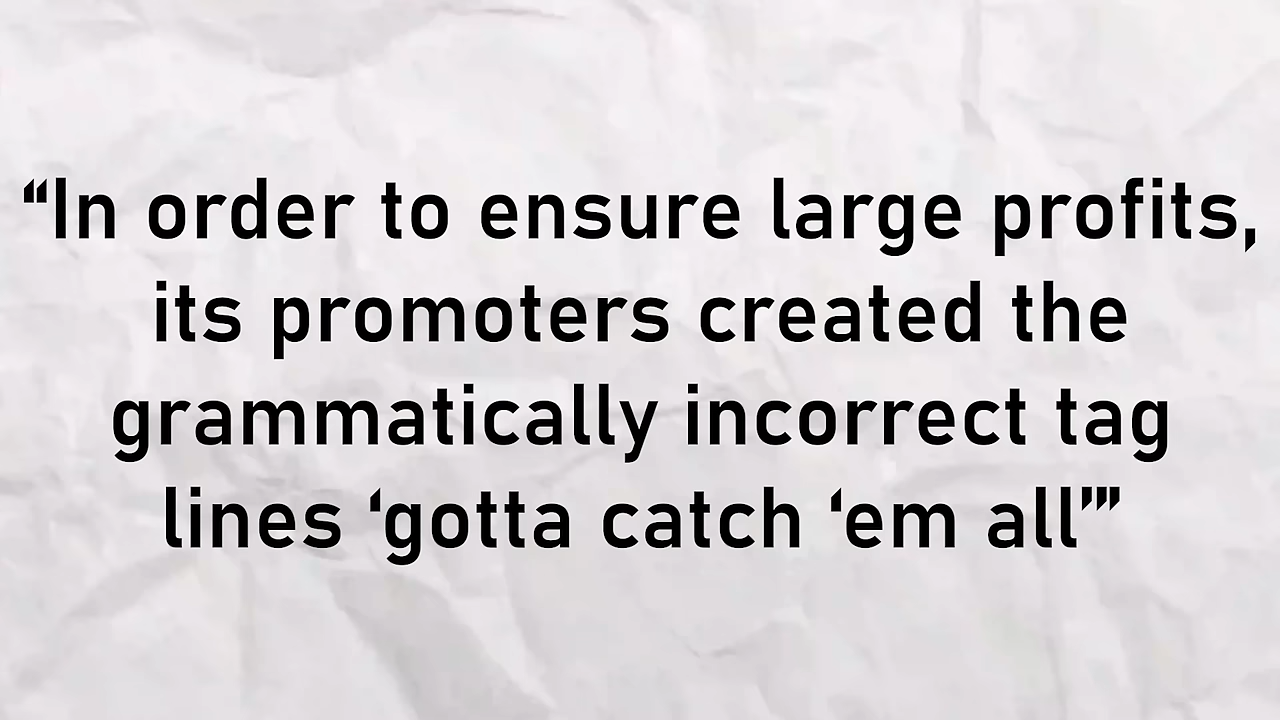 “In order to ensure large profits,
its promoters created the
grammatically incorrect tag
lines ‘gotta catch ‘em all’”